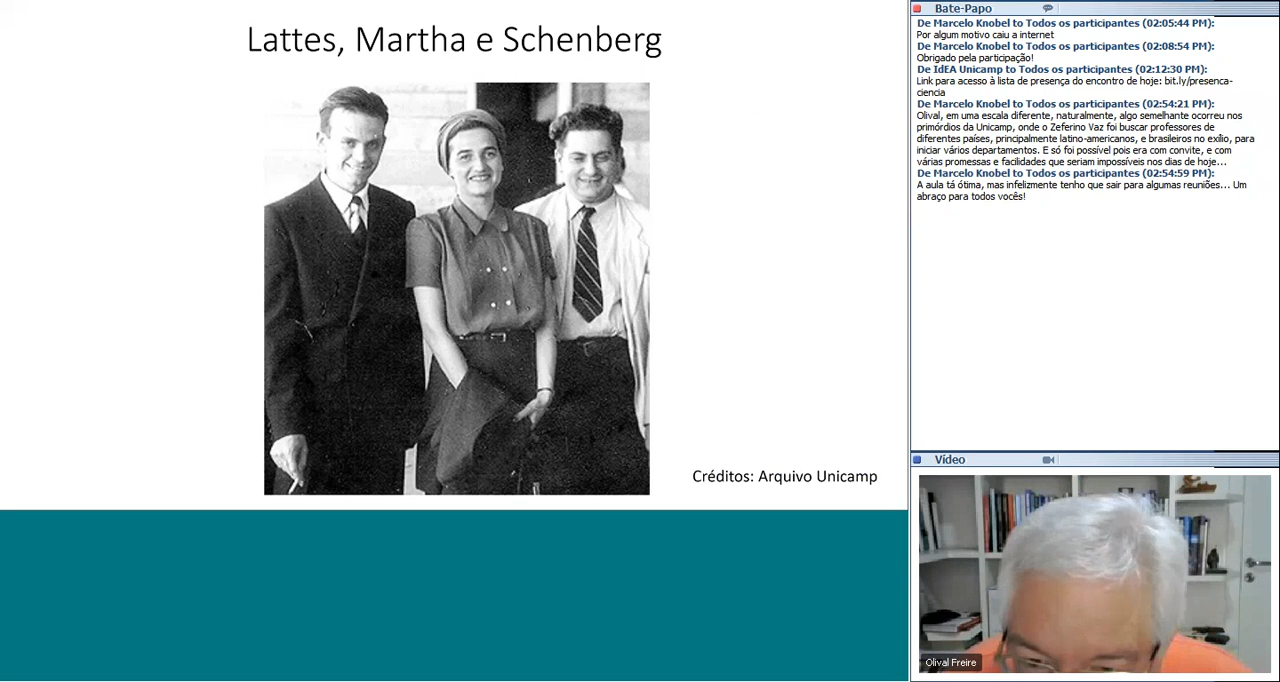 Lattes, Martha e Schenberg
Créditos: Arquivo Unicamp
Bate-Papo
De Marcelo Knobel to Todos os participantes (02:05:44 PM):
Por algum motivo caiu a internet
De Marcelo Knobel to Todos os participantes (02:08:54 PM):
Obrigado pela participação!
De IdEA Unicamp to Todos os participantes (02:12:30 PM):
Link para acesso à lista de presença do encontro de hoje: bit.ly/presenca-
ciencia
De Marcelo Knobel to Todos os participantes (02:54:21 PM):
Olival, em uma escala diferente, naturalmente, algo semelhante ocorreu nos
primórdios da Unicamp, onde o Zeferino Vaz foi buscar professores de
diferentes países, principalmente latino-americanos, e brasileiros no exílio, para
iniciar vários departamentos. E só foi possível pois era com convite, e com
várias promessas e facilidades que seriam impossíveis nos dias de hoje...
De Marcelo Knobel to Todos os participantes (02:54:59 PM):
A aula tá ótima, mas infelizmente tenho que sair para algumas reuniões... Um
abraço para todos vocês!
Vídeo
Olival Freire